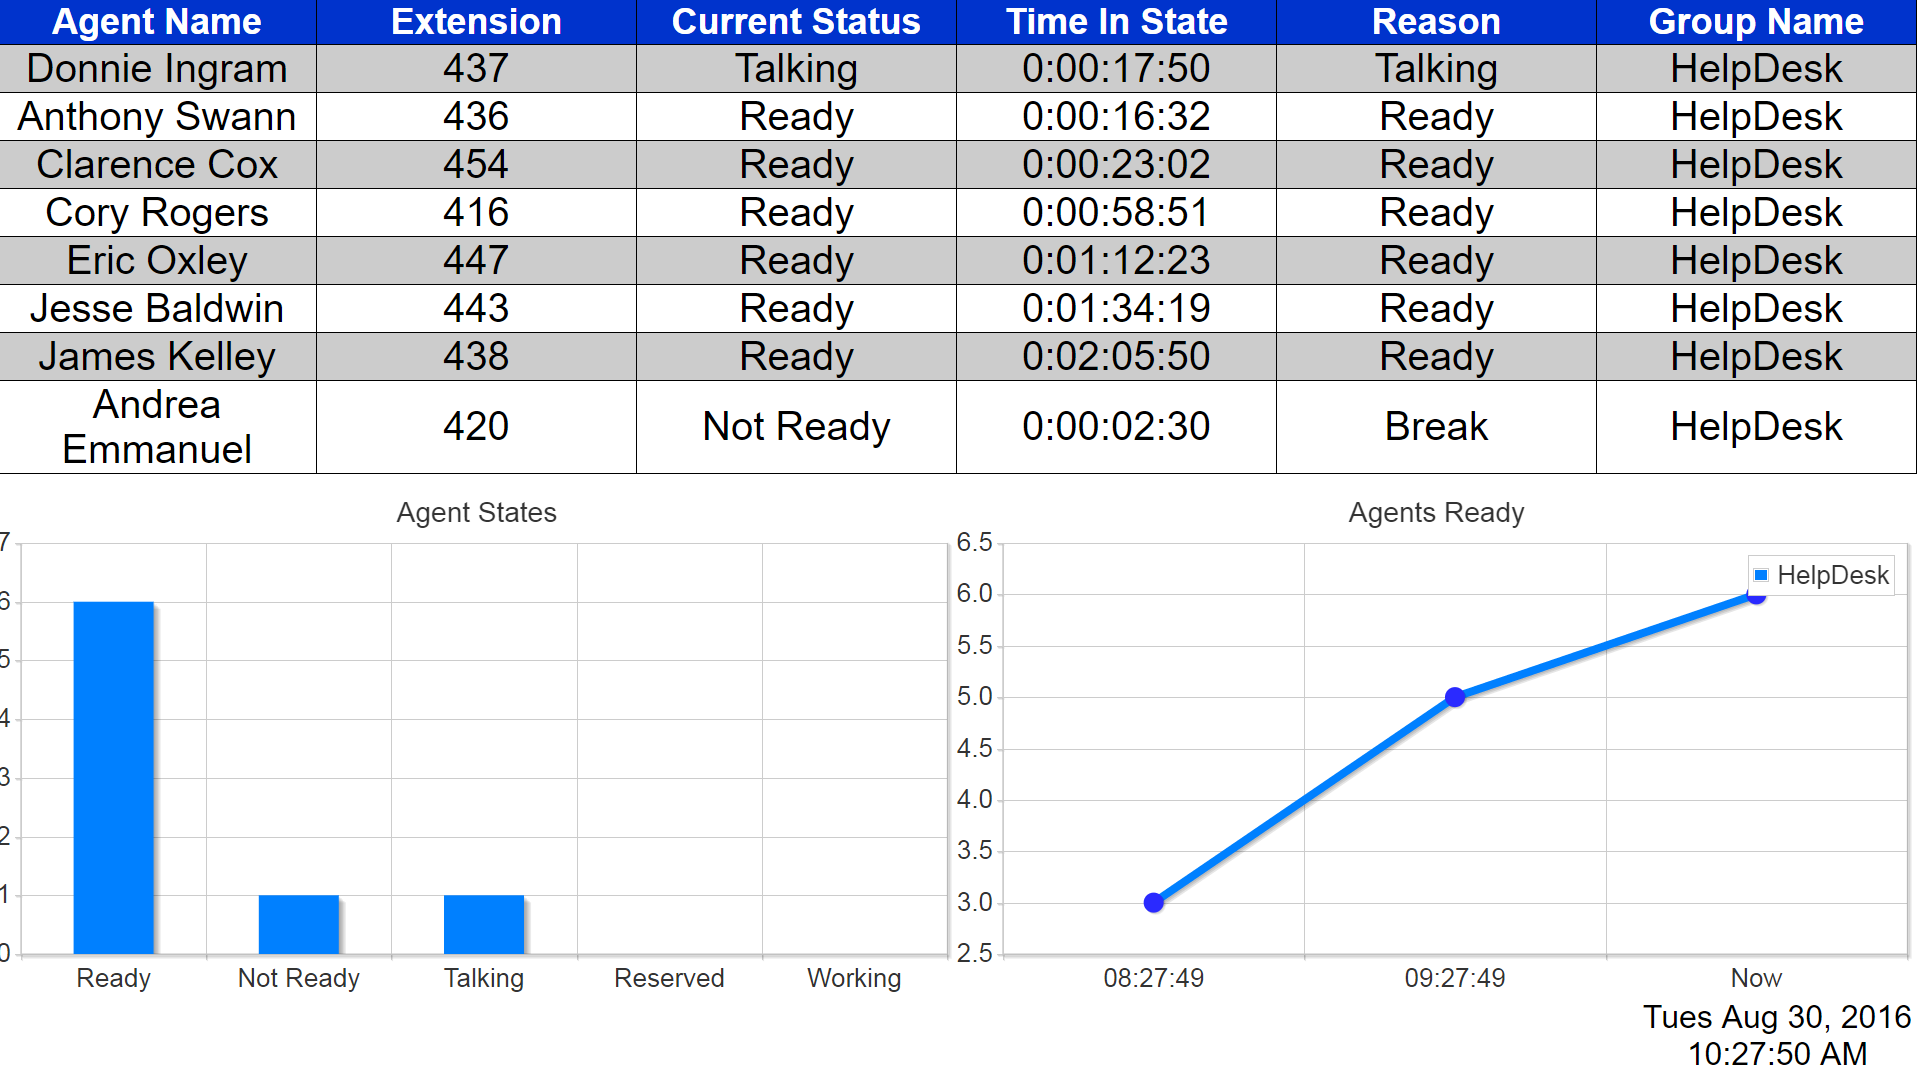 Agent Name Extension Current Status Time In State Reason Group Name
Donnie Ingram 437 Talking 0:00:17:50 Talking HelpDesk
Anthony Swann 436 Ready 0:00:16:32 Ready HelpDesk
Clarence Cox 454 Ready 0:00:23:02 Ready HelpDesk
Cory Rogers 416 Ready 0:00:58:51 Ready HelpDesk
Eric Oxley 447 Ready 0:01:12:23 Ready HelpDesk
Jesse Baldwin 443 Ready 0:01:34:19 Ready HelpDesk
James Kelley 438 Ready 0:02:05:50 Ready HelpDesk
Andrea
Emmanuel 420 Not Ready 0:00:02:30 Break HelpDesk
Agent States
7
6
5
4
3
2
1
0
Ready Not Ready Talking Reserved Working
Agents Ready
6.5
6.0
5.5
5.0
4.5
4.0
3.5
3.0
2.5
HelpDesk
08:27:49 09:27:49 Now
Tues Aug 30, 2016
10:27:50 AM